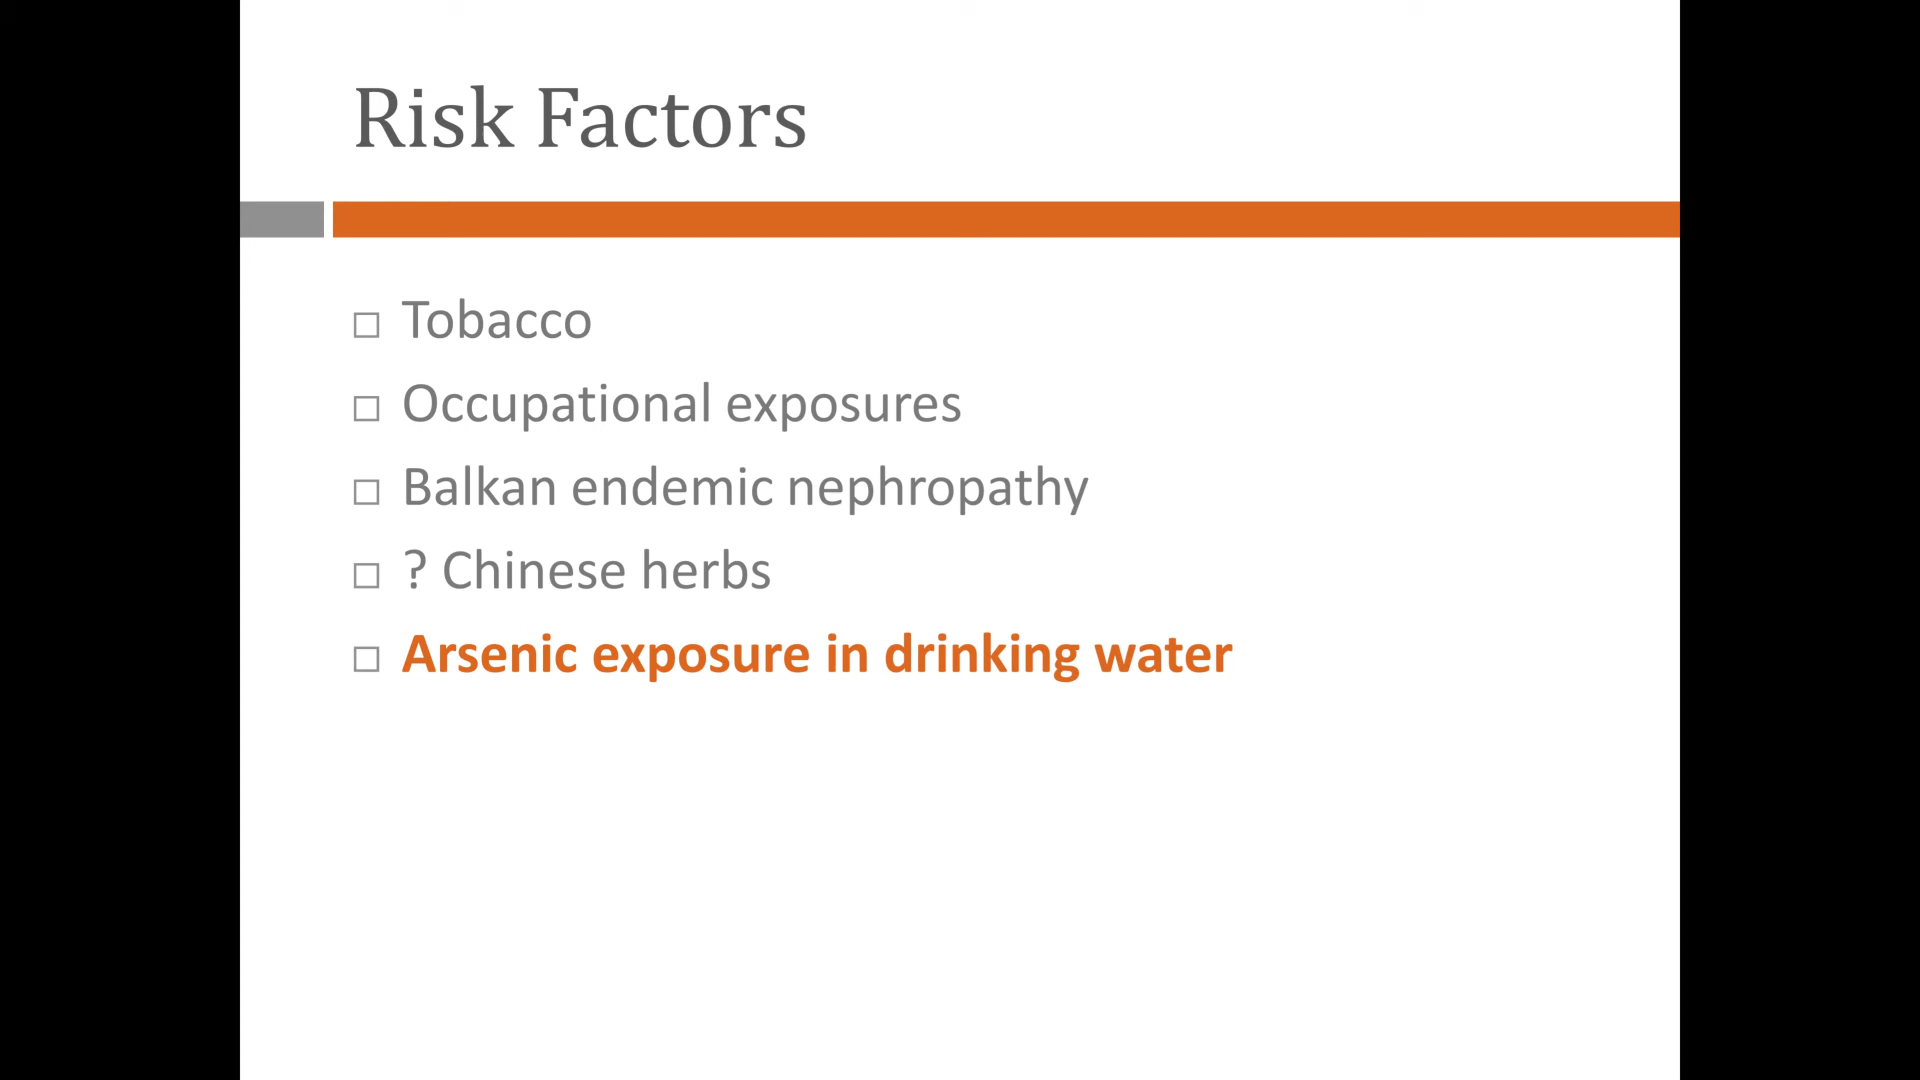 Risk Factors
Tobacco
Occupational exposures
Balkan endemic nephropathy
? Chinese herbs
Arsenic exposure in drinking water